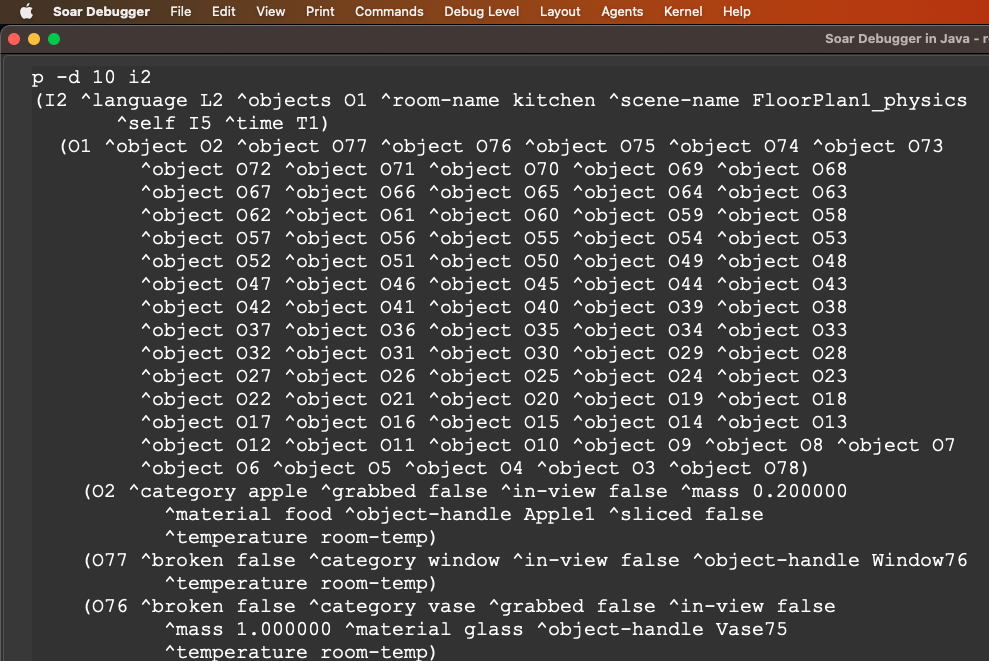 Soar Debugger File Edit View Print Commands Debug Level Layout Agents Kernel Help
Soar Debugger in Java -
p -d 10 i2
(I2 ^language L2 ^objects O1 ^room-name kitchen ^scene-name FloorPlan1_physics
^self I5 ^time T1)
(O1 ^object O2 ^object O77 ^object O76 ^object O75 ^object O74 ^object O73
^object O72 ^object O71 ^object O70 ^object O69 ^object O68
^object O67 ^object O66 ^object O65 ^object O64 ^object O63
^object O62 ^object O61 ^object O60 ^object O59 ^object O58
^object O57 ^object O56 ^object O55 ^object O54 ^object O53
^object O52 ^object O51 ^object O50 ^object O49 ^object O48
^object O47 ^object O46 ^object O45 ^object O44 ^object O43
^object O42 ^object O41 ^object O40 ^object O39 ^object O38
^object O37 ^object O36 ^object O35 ^object O34 ^object O33
^object O32 ^object O31 ^object O30 ^object O29 ^object O28
^object O27 ^object O26 ^object O25 ^object O24 ^object O23
^object O22 ^object O21 ^object O20 ^object O19 ^object O18
^object O17 ^object O16 ^object O15 ^object O14 ^object O13
^object O12 ^object O11 ^object O10 ^object O9 ^object O8 ^object O7
^object O6 ^object O5 ^object O4 ^object O3 ^object O78)
(O2 ^category apple ^grabbed false ^in-view false ^mass 0.200000
^material food ^object-handle Apple1 ^sliced false
^temperature room-temp)
(O77 ^broken false ^category window ^in-view false ^object-handle Window76
^temperature room-temp)
(O76 ^broken false ^category vase ^grabbed false ^in-view false
^mass 1.000000 ^material glass ^object-handle Vase75
^temperature room-temp)